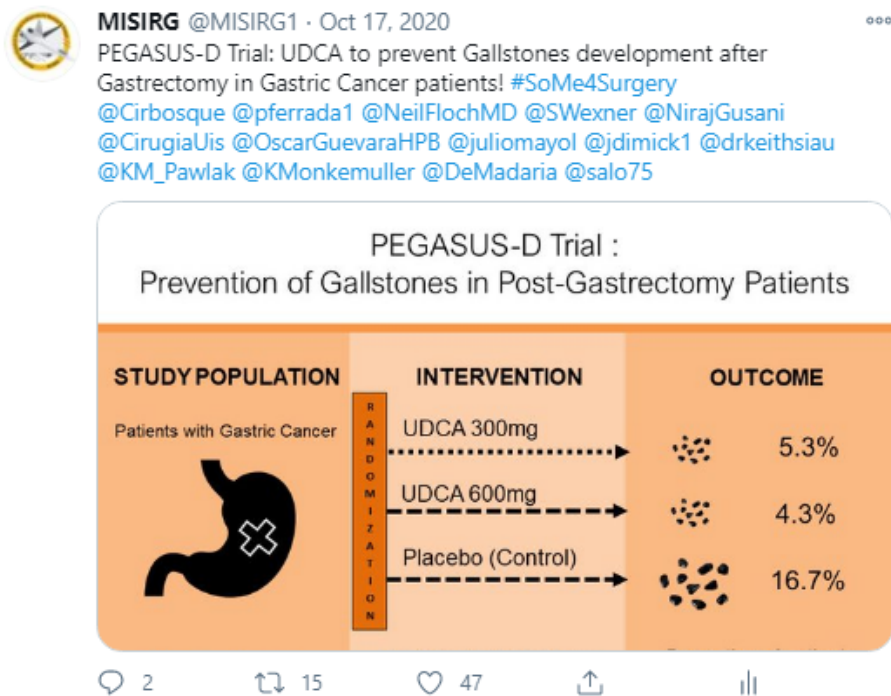 MISIRG @MISIRG1 · Oct 17, 2020
PEGASUS-D Trial: UDCA to prevent Gallstones development after
Gastrectomy in Gastric Cancer patients! #SoMe4Surgery
@Cirbosque @pferrada1 @NeilFlochMD @SWexner @NirajGusani
@CirugiaUis @OscarGuevaraHPB @juliomayol @jdimick1 @drkeithsiau
@KM_Pawlak @KMonkemuller @DeMadaria @salo75
PEGASUS-D Trial :
Prevention of Gallstones in Post-Gastrectomy Patients
STUDY POPULATION
Patients with Gastric Cancer
RANDOMIZATION
INTERVENTION
UDCA 300mg
UDCA 600mg
Placebo (Control)
OUTCOME
5.3%
4.3%
16.7%
2 15 47